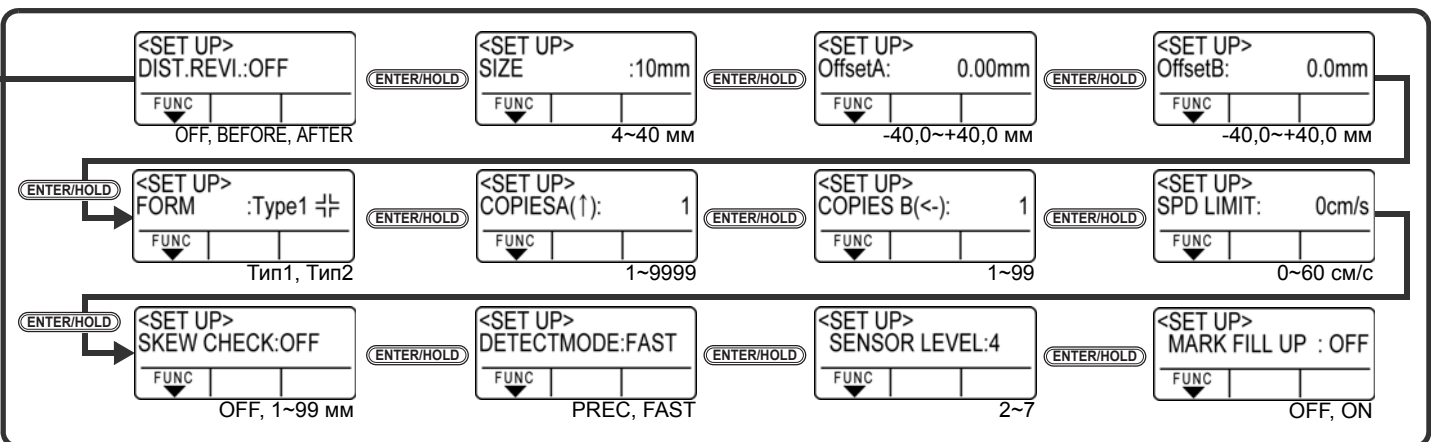 <SET UP>
DIST.REVI.:OFF
FUNC
OFF, BEFORE, AFTER
ENTER/HOLD
<SET UP>
SIZE :10mm
FUNC
4~40 мм
ENTER/HOLD
<SET UP>
OffsetA: 0.00mm
FUNC
-40,0~+40,0 мм
ENTER/HOLD
<SET UP>
OffsetB: 0.0mm
FUNC
-40,0~+40,0 мм
ENTER/HOLD
<SET UP>
FORM :Type1
FUNC
Тип1, Тип2
ENTER/HOLD
<SET UP>
COPIESA(↑): 1
FUNC
1~9999
ENTER/HOLD
<SET UP>
COPIES B(<-): 1
FUNC
1~99
ENTER/HOLD
<SET UP>
SPD LIMIT: 0cm/s
FUNC
0~60 см/с
ENTER/HOLD
<SET UP>
SKEW CHECK:OFF
FUNC
OFF, 1~99 мм
ENTER/HOLD
<SET UP>
DETECTMODE:FAST
FUNC
PREC, FAST
ENTER/HOLD
<SET UP>
SENSOR LEVEL:4
FUNC
2~7
ENTER/HOLD
<SET UP>
MARK FILL UP : OFF
FUNC
OFF, ON